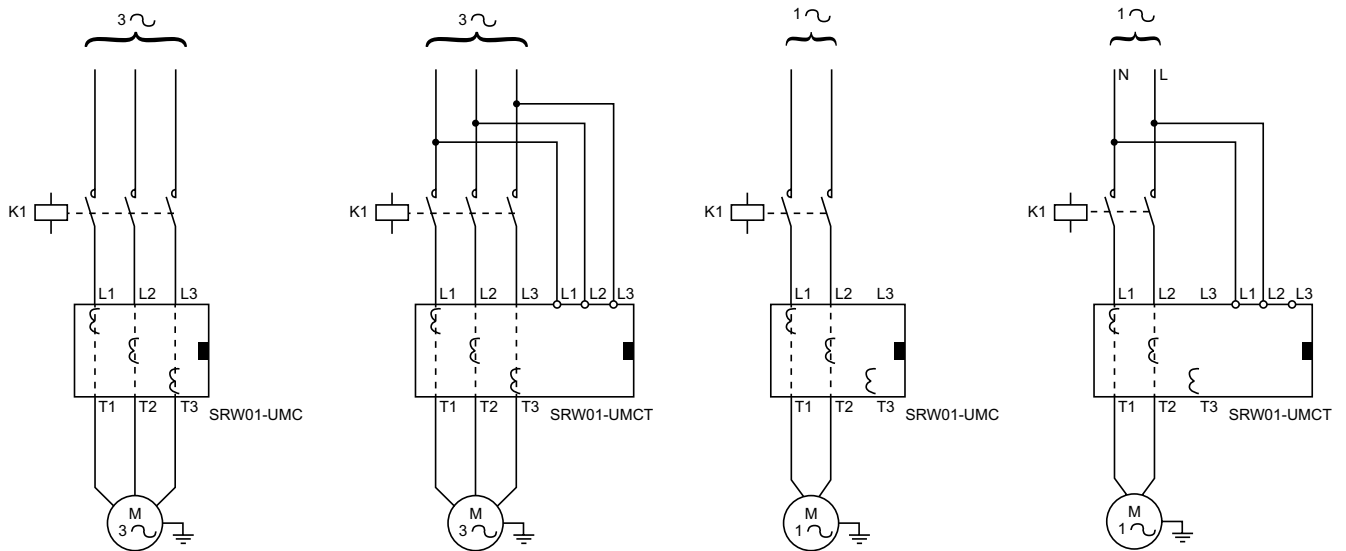 3
K1
L1 L2 L3
T1 T2 T3
SRW01-UMC
M
3
3
K1
L1 L2 L3 L1 L2 L3
T1 T2 T3
SRW01-UMCT
M
3
1
K1
L1 L2 L3
T1 T2 T3
SRW01-UMC
M
1
1
N L
K1
L1 L2 L3 L1 L2 L3
T1 T2 T3
SRW01-UMCT
M
1